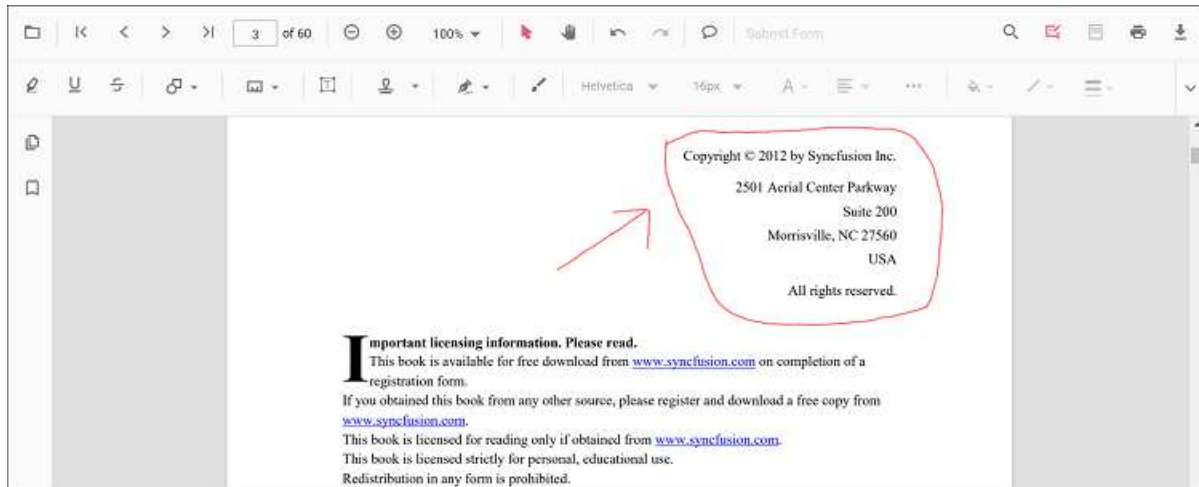 3 of 60 100% Submit Form
Helvetica 16px A
Copyright © 2012 by Syncfusion Inc.
2501 Aerial Center Parkway
Suite 200
Morrisville, NC 27560
USA
All rights reserved.
Important licensing information. Please read.
This book is available for free download from www.syncfusion.com on completion of a
registration form.
If you obtained this book from any other source, please register and download a free copy from
www.syncfusion.com.
This book is licensed for reading only if obtained from www.syncfusion.com.
This book is licensed strictly for personal, educational use.
Redistribution in any form is prohibited.